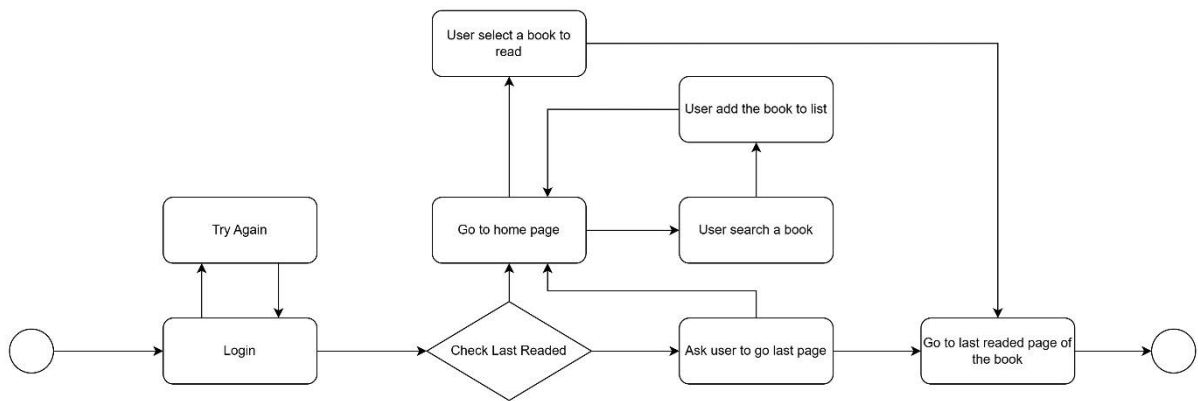 User select a book to
read
User add the book to list
Try Again
Go to home page
User search a book
Login
Check Last Readed
Ask user to go last page
Go to last readed page of
the book